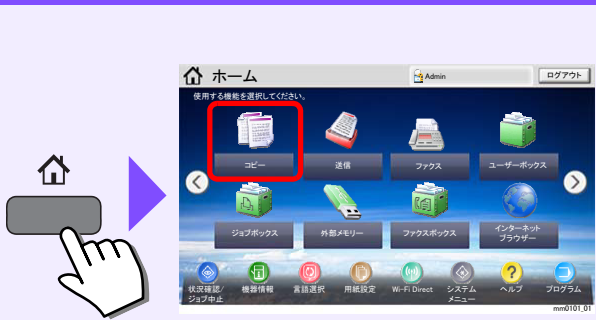 ホーム
Admin
ログアウト
使用する機能を選択してください。
コピー
送信
ファクス
ユーザーボックス
ジョブボックス
外部メモリー
ファクスボックス
インターネット
ブラウザー
状況確認/
ジョブ中止
機器情報
言語選択
用紙設定
Wi-Fi Direct
システム
メニュー
ヘルプ
プログラム
mm0101_01